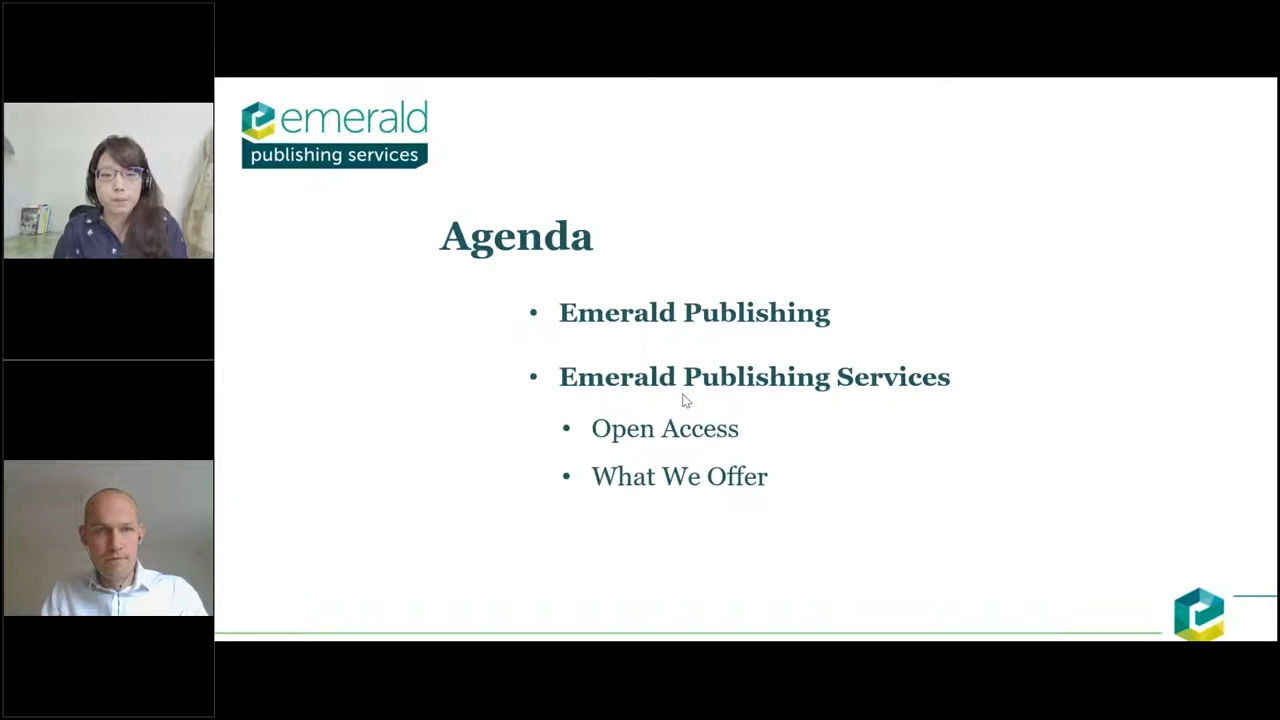 emerald
publishing services
Agenda
• Emerald Publishing
• Emerald Publishing Services
• Open Access
• What We Offer